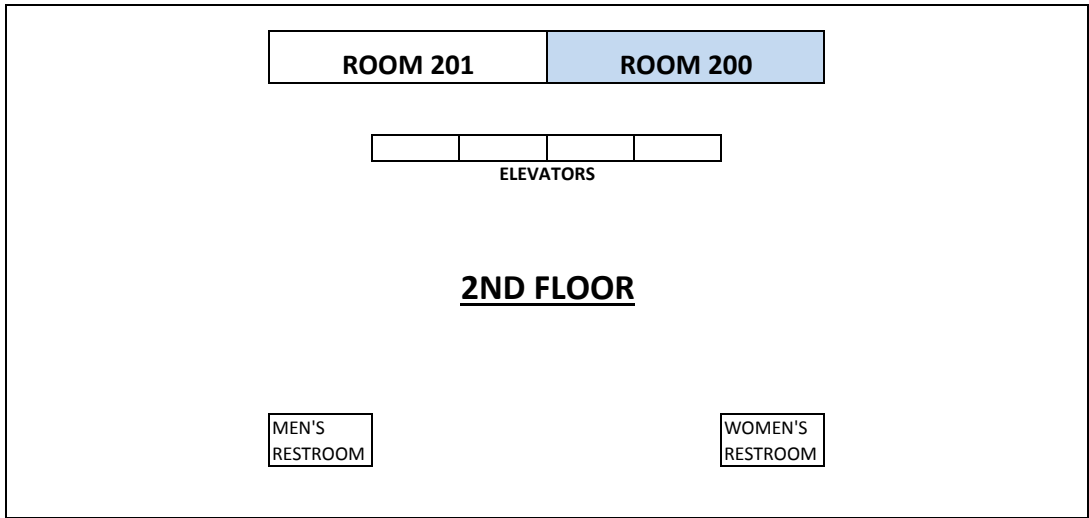 ROOM 201 ROOM 200
ELEVATORS
2ND FLOOR
MEN'S
RESTROOM
WOMEN'S
RESTROOM